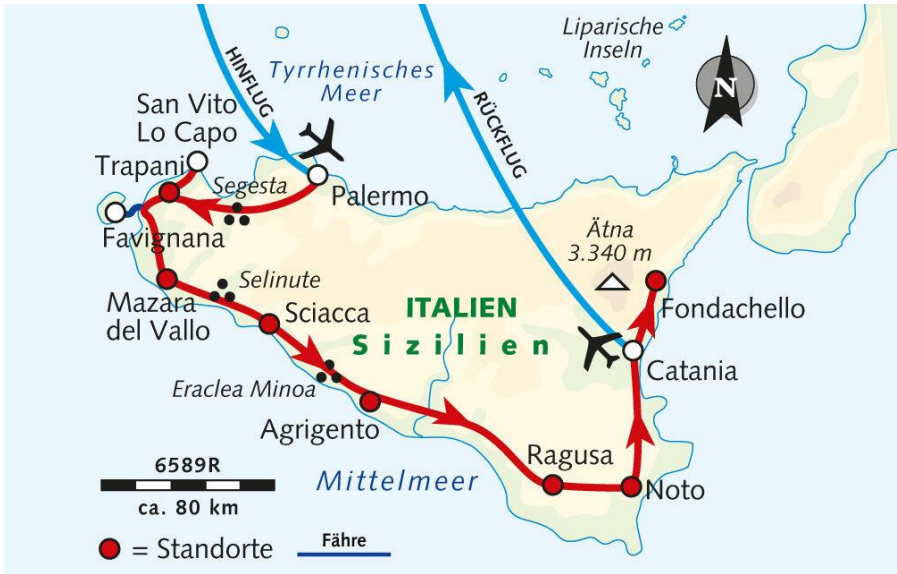 Liparische
Inseln
HINFLUG
Tyrrhenisches
Meer
RÜCKFLUG
N
San Vito
Lo Capo
Trapani
Segesta
Palermo
Favignana
Ätna
3.340 m
Selinute
Mazara
del Vallo
Sciacca
ITALIEN
Sizilien
Fondachello
Catania
Eraclea Minoa
Agrigento
Ragusa
Noto
Mittelmeer
6589R
ca. 80 km
= Standorte
Fähre